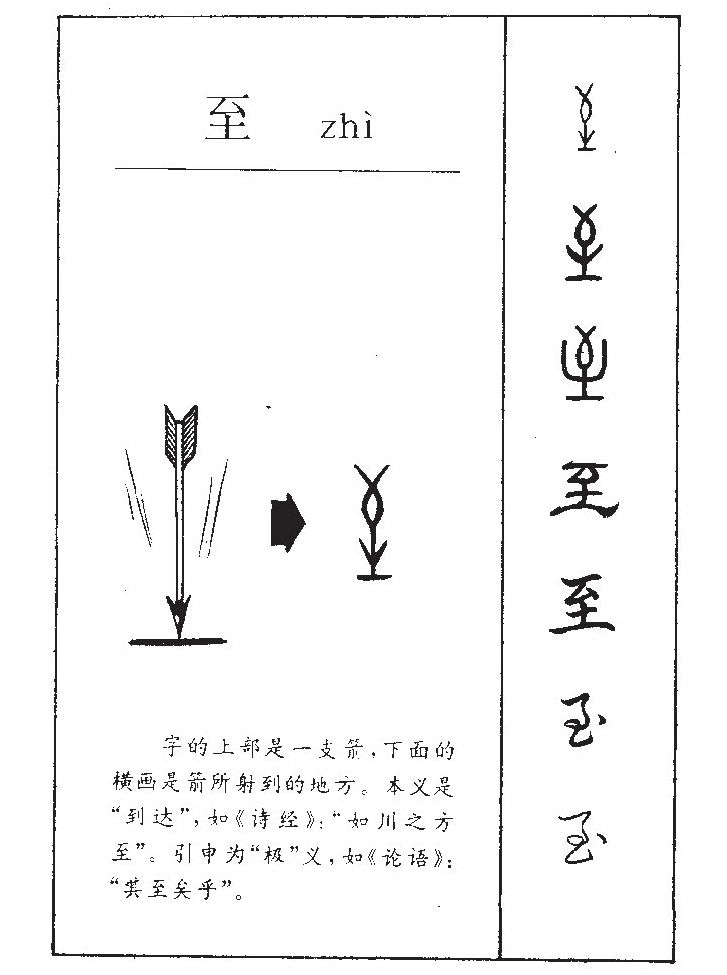 至 zhì
字的上部是一支箭，下面的
横画是箭所射到的地方。本义是
“到达”，如《诗经》：“如川之方
至”。引申为“极”义，如《论语》：
“其至矣乎”。
至
至
至
至